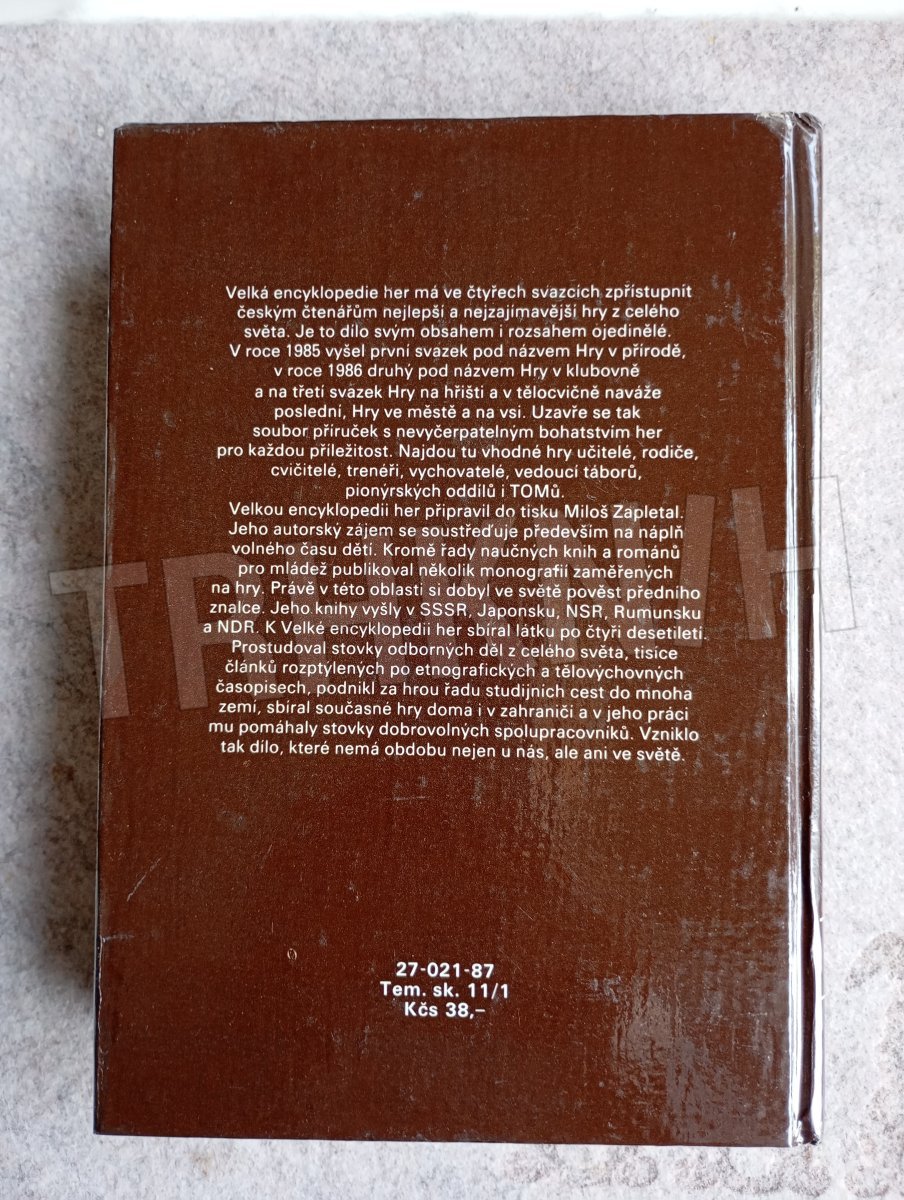 Velká encyklopedie her má ve čtyřech svazcích zpřístupnit
českým čtenářům nejlepší a nejzajímavější hry z celého
světa. Je to dílo svým obsahem i rozsahem ojedinělé.
V roce 1985 vyšel první svazek pod názvem Hry v přírodě,
v roce 1986 druhý pod názvem Hry v klubovně
a na třetí svazek Hry na hřišti a v tělocvičně naváže
poslední, Hry ve městě a na vsi. Uzavře se tak
soubor příruček s nevyčerpatelným bohatstvím her
pro každou příležitost. Najdou tu vhodné hry učitelé, rodiče,
cvičitelé, trenéři, vychovatelé, vedoucí táborů,
pionýrských oddílů i TOMů.
Velkou encyklopedii her připravil do tisku Miloš Zapletal.
Jeho autorský zájem se soustřeďuje především na náplň
volného času dětí. Kromě řady naučných knih a románů
pro mládež publikoval několik monografií zaměřených
na hry. Právě v této oblasti si dobyl ve světě pověst předního
znalce. Jeho knihy vyšly v SSSR, Japonsku, NSR, Rumunsku
a NDR. K Velké encyklopedii her sbíral látku po čtyři desetiletí.
Prostudoval stovky odborných děl z celého světa, tisíce
článků rozptýlených po etnografických a tělovýchovných
časopisech, podnikl za hrou řadu studijních cest do mnoha
zemí, sbíral současné hry doma i v zahraničí a v jeho práci
mu pomáhaly stovky dobrovolných spolupracovníků. Vzniklo
tak dílo, které nemá obdobu nejen u nás, ale ani ve světě.
27-021-87
Tem. sk. 11/1
Kčs 38,–